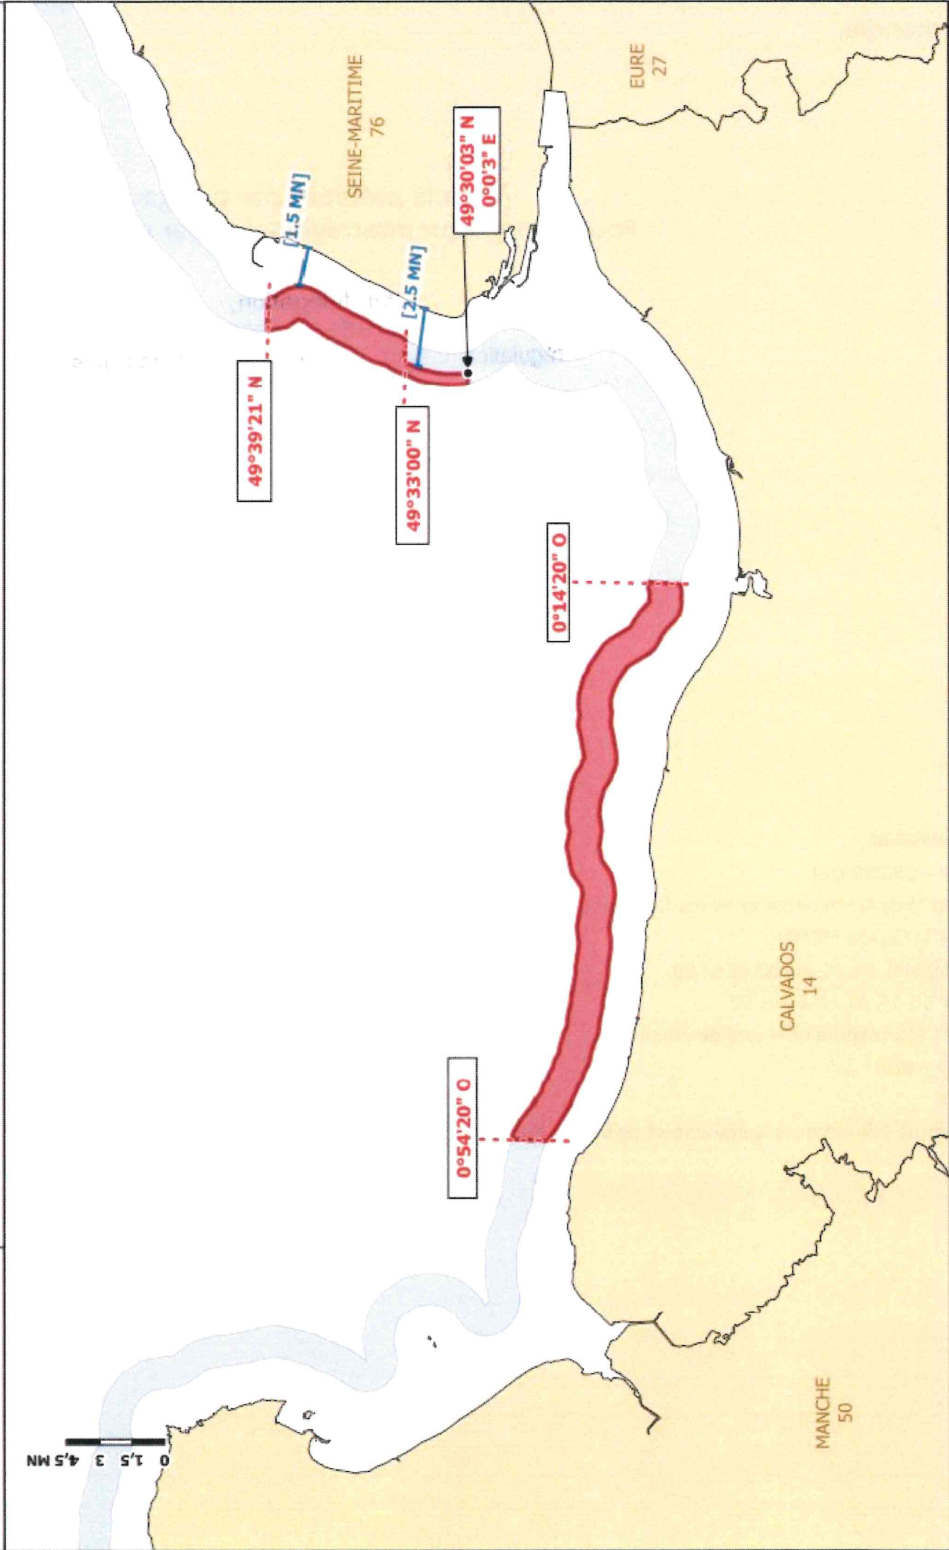 SEINE-MARITIME
76
EURE
27
49°30'03" N
0°0'3" E
[1.5 MN]
[2.5 MN]
49°39'21" N
49°33'00" N
0°14'20" O
0°54'20" O
CALVADOS
14
MANCHE
50
0 1,5 3 4,5 MN